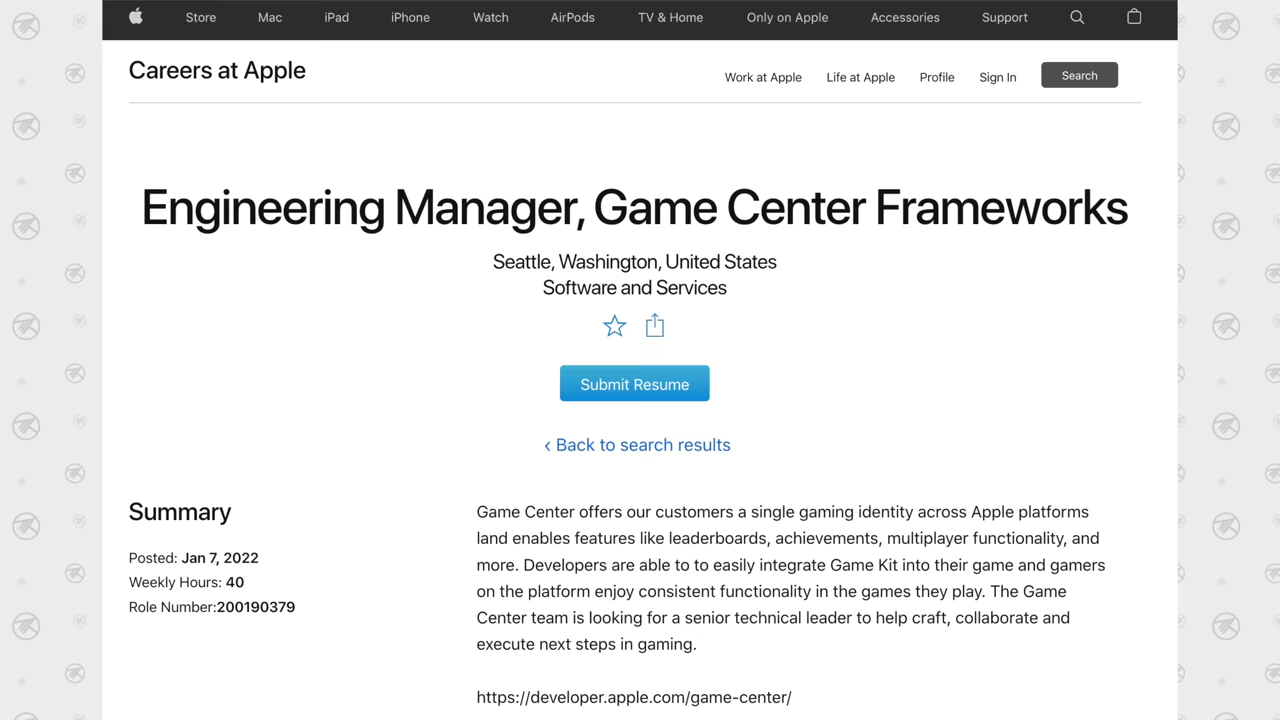 Store Mac iPad iPhone Watch AirPods TV & Home Only on Apple Accessories Support
Careers at Apple
Work at Apple Life at Apple Profile Sign In Search
Engineering Manager, Game Center Frameworks
Seattle, Washington, United States
Software and Services
Submit Resume
‹ Back to search results
Summary
Posted: Jan 7, 2022
Weekly Hours: 40
Role Number:200190379
Game Center offers our customers a single gaming identity across Apple platforms
land enables features like leaderboards, achievements, multiplayer functionality, and
more. Developers are able to to easily integrate Game Kit into their game and gamers
on the platform enjoy consistent functionality in the games they play. The Game
Center team is looking for a senior technical leader to help craft, collaborate and
execute next steps in gaming.
https://developer.apple.com/game-center/